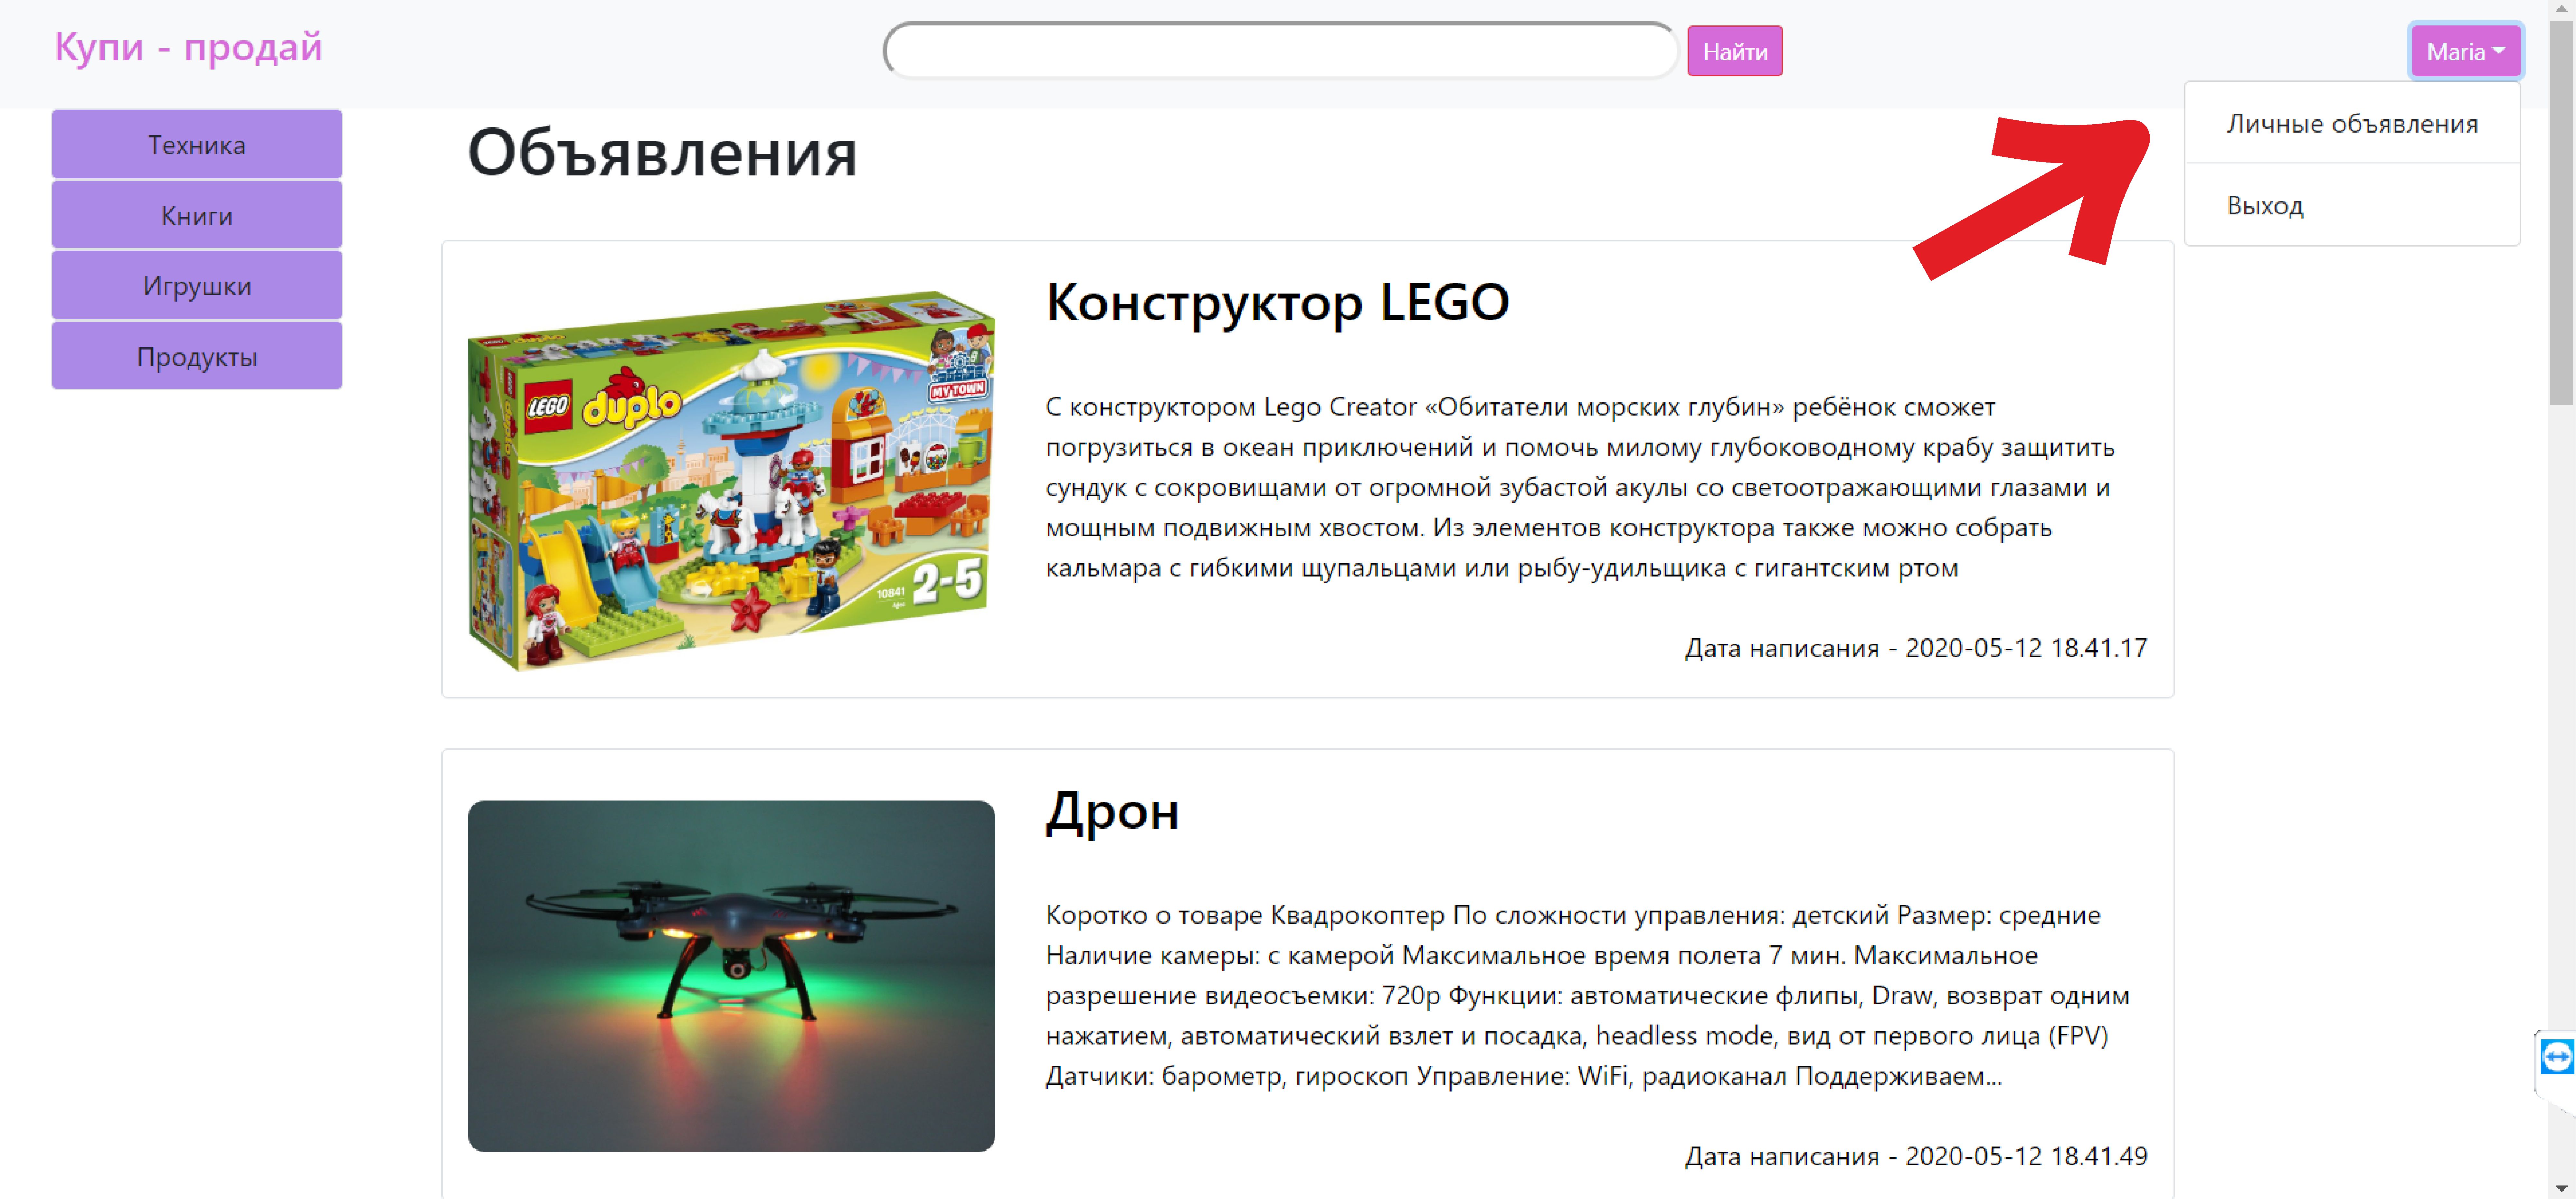 Купи - продай
Найти
Maria
Личные объявления
Выход
Техника
Книги
Игрушки
Продукты
Объявления
Конструктор LEGO
LEGO duplo
MY TOWN
10841
Ages
2-5
С конструктором Lego Creator «Обитатели морских глубин» ребёнок сможет
погрузиться в океан приключений и помочь милому глубоководному крабу защитить
сундук с сокровищами от огромной зубастой акулы со светоотражающими глазами и
мощным подвижным хвостом. Из элементов конструктора также можно собрать
кальмара с гибкими щупальцами или рыбу-удильщика с гигантским ртом
Дата написания - 2020-05-12 18.41.17
Дрон
Коротко о товаре Квадрокоптер По сложности управления: детский Размер: средние
Наличие камеры: с камерой Максимальное время полета 7 мин. Максимальное
разрешение видеосъемки: 720p Функции: автоматические флипы, Draw, возврат одним
нажатием, автоматический взлет и посадка, headless mode, вид от первого лица (FPV)
Датчики: барометр, гироскоп Управление: WiFi, радиоканал Поддерживаем...
Дата написания - 2020-05-12 18.41.49